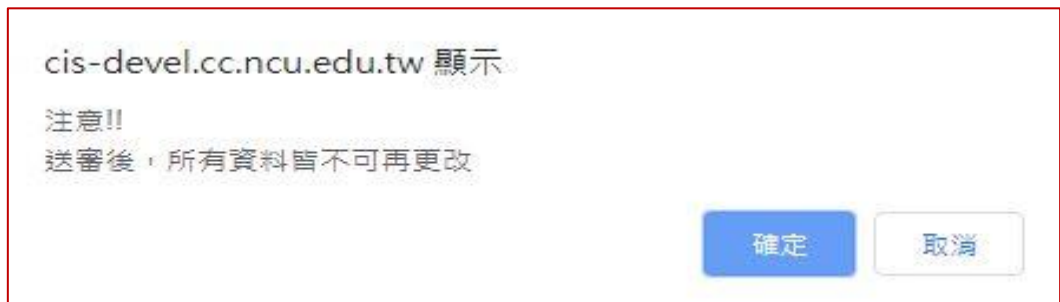 cis-devel.cc.ncu.edu.tw 顯示
注意!!
送審後，所有資料皆不可再更改
確定
取消